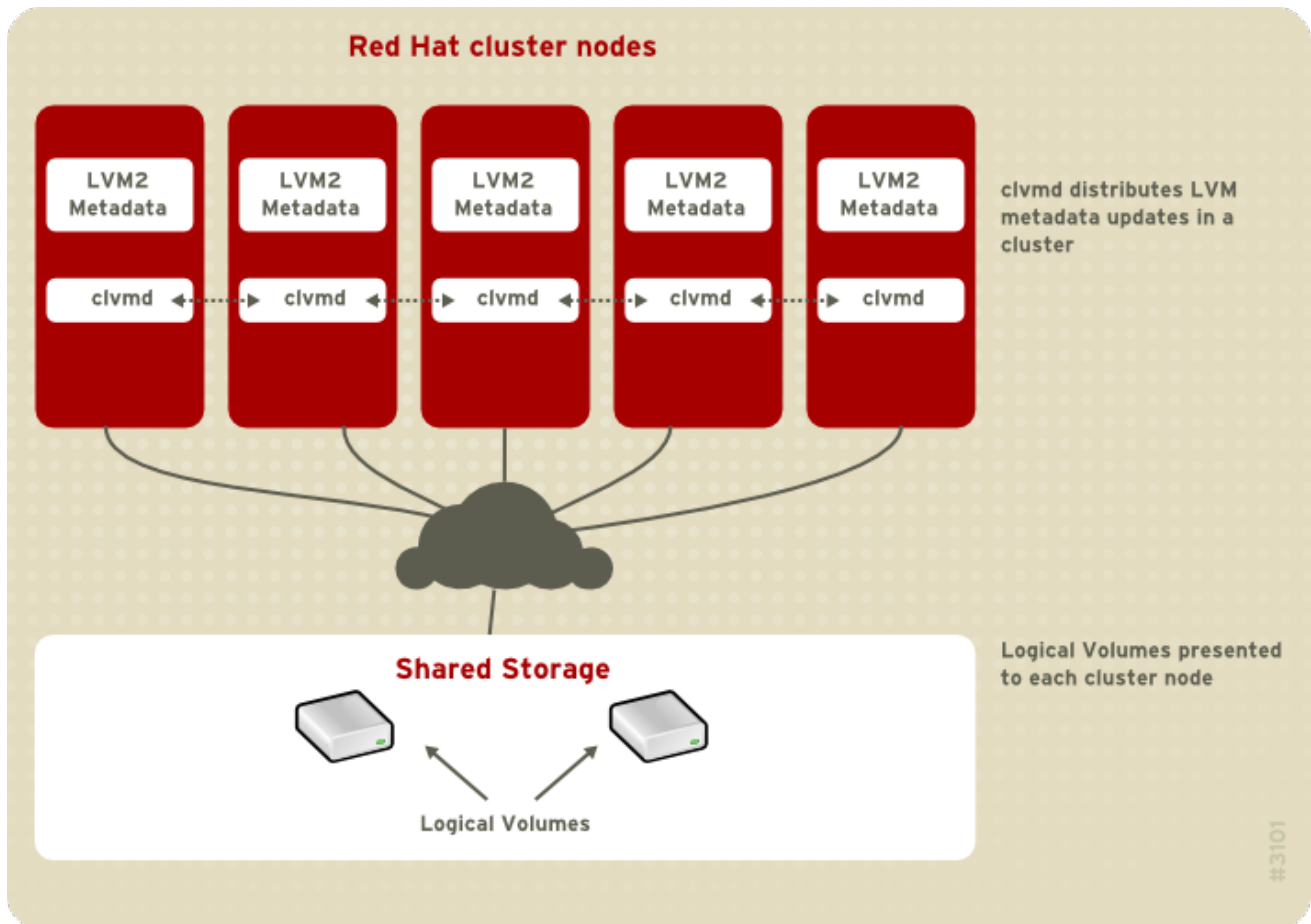 Red Hat cluster nodes
LVM2
Metadata
LVM2
Metadata
LVM2
Metadata
LVM2
Metadata
LVM2
Metadata
clvmd distributes LVM
metadata updates in a
cluster
clvmd
clvmd
clvmd
clvmd
clvmd
Shared Storage
Logical Volumes presented
to each cluster node
Logical Volumes
#3101